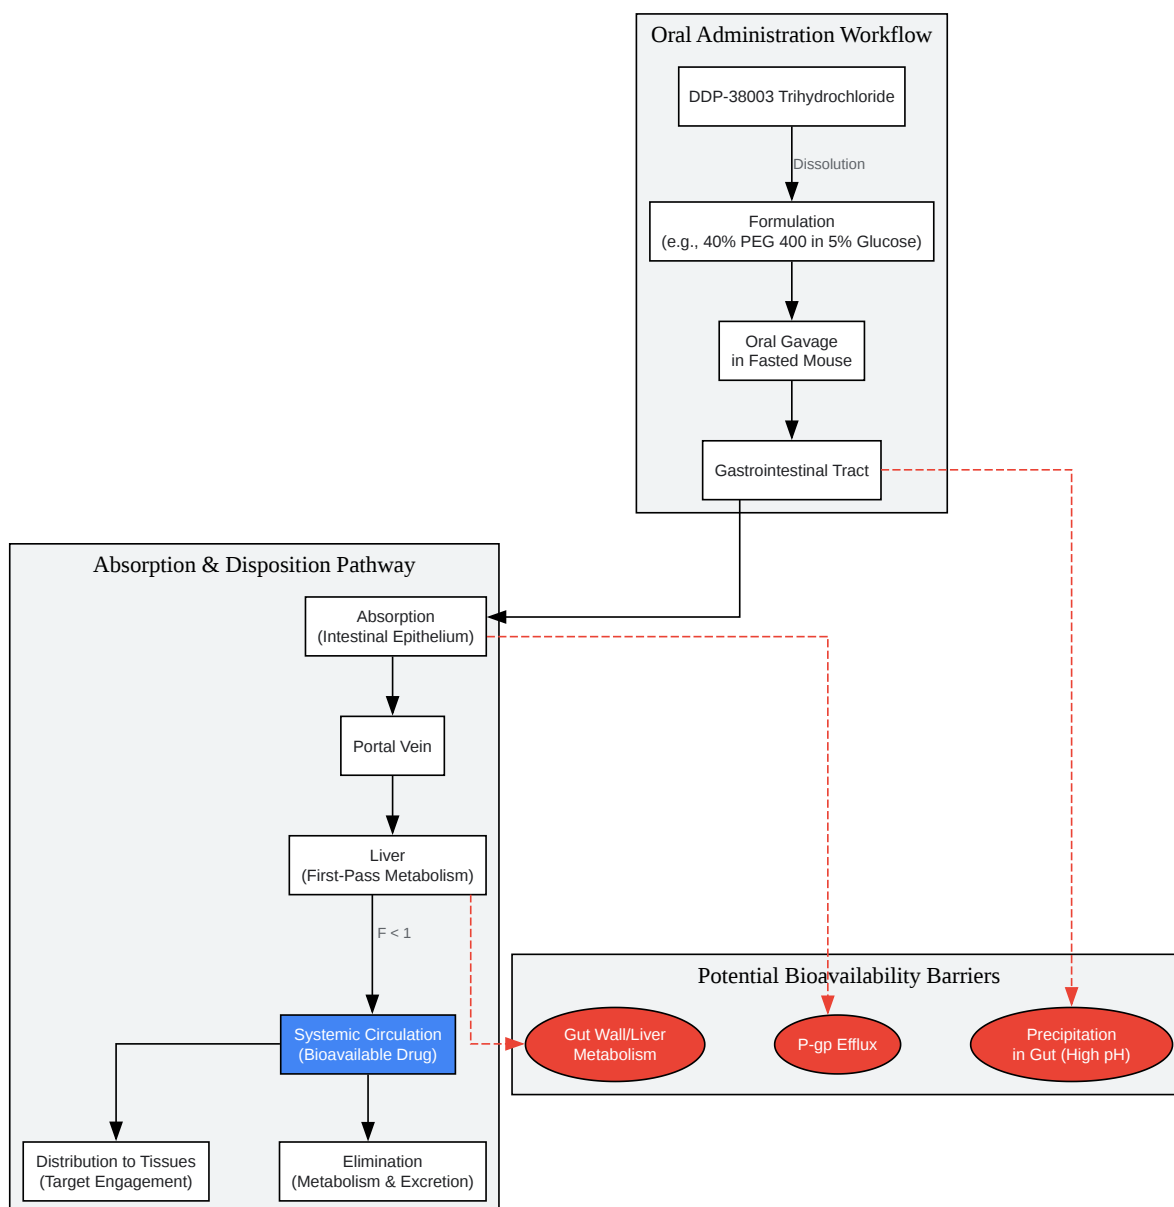 Oral Administration Workflow
DDP-38003 Trihydrochloride
Dissolution
Formulation
(e.g., 40% PEG 400 in 5% Glucose)
Oral Gavage
in Fasted Mouse
Gastrointestinal Tract
Absorption & Disposition Pathway
Absorption
(Intestinal Epithelium)
Portal Vein
Liver
(First-Pass Metabolism)
F < 1
Systemic Circulation
(Bioavailable Drug)
Distribution to Tissues
(Target Engagement)
Elimination
(Metabolism & Excretion)
Potential Bioavailability Barriers
Gut Wall/Liver
Metabolism
P-gp Efflux
Precipitation
in Gut (High pH)